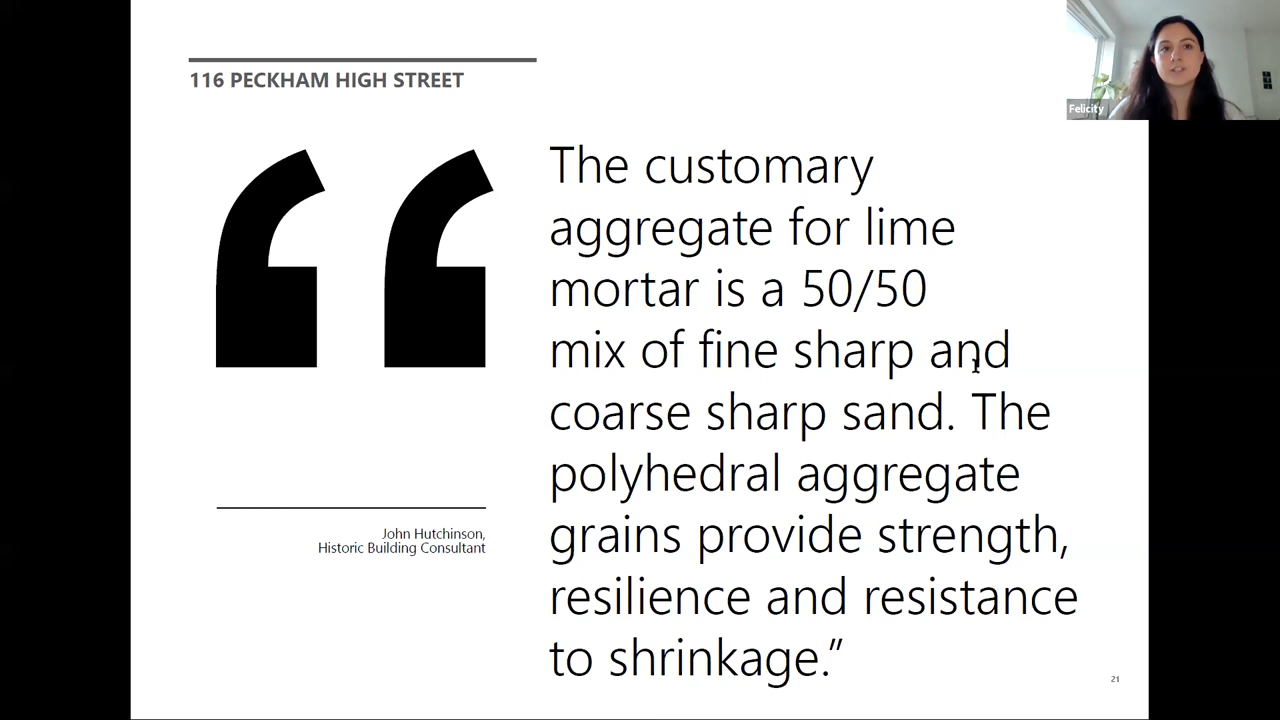 116 PECKHAM HIGH STREET
Felicity
“
The customary
aggregate for lime
mortar is a 50/50
mix of fine sharp and
coarse sharp sand. The
polyhedral aggregate
grains provide strength,
resilience and resistance
to shrinkage.”
John Hutchinson,
Historic Building Consultant
21